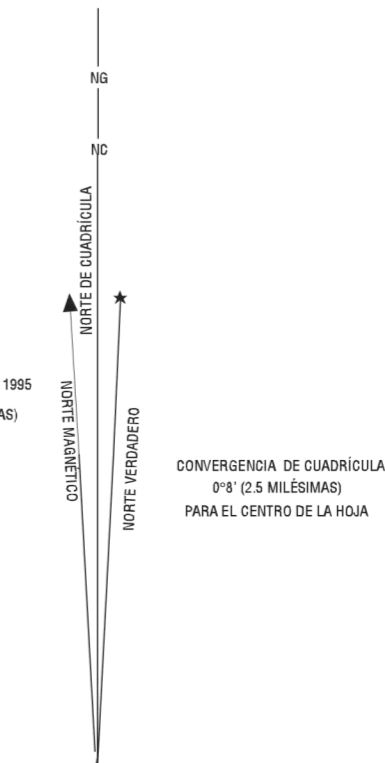 NG
NC
NORTE DE CUADRÍCULA
1995
NORTE MAGNÉTICO
NORTE VERDADERO
CONVERGENCIA DE CUADRÍCULA
0°8' (2.5 MILÉSIMAS)
PARA EL CENTRO DE LA HOJA